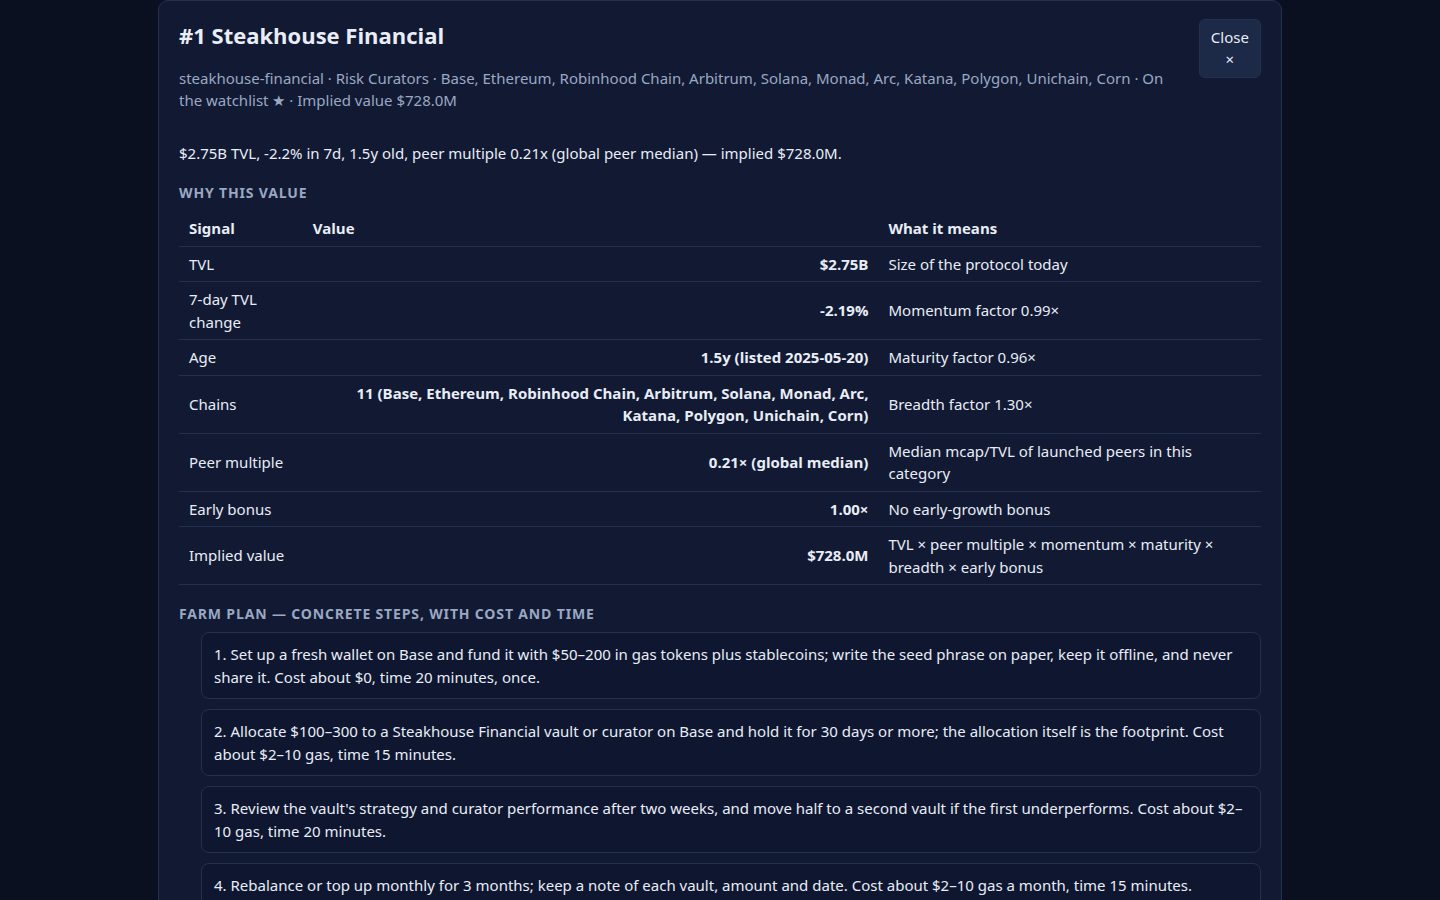 #1 Steakhouse Financial
Close
×
steakhouse-financial · Risk Curators · Base, Ethereum, Robinhood Chain, Arbitrum, Solana, Monad, Arc, Katana, Polygon, Unichain, Corn · On
the watchlist ★ · Implied value $728.0M
$2.75B TVL, -2.2% in 7d, 1.5y old, peer multiple 0.21x (global peer median) — implied $728.0M.
WHY THIS VALUE
Signal Value What it means
TVL $2.75B Size of the protocol today
7-day TVL
change -2.19% Momentum factor 0.99×
Age 1.5y (listed 2025-05-20) Maturity factor 0.96×
Chains 11 (Base, Ethereum, Robinhood Chain, Arbitrum, Solana, Monad, Arc,
Katana, Polygon, Unichain, Corn) Breadth factor 1.30×
Peer multiple 0.21× (global median) Median mcap/TVL of launched peers in this
category
Early bonus 1.00× No early-growth bonus
Implied value $728.0M TVL × peer multiple × momentum × maturity ×
breadth × early bonus
FARM PLAN — CONCRETE STEPS, WITH COST AND TIME
1. Set up a fresh wallet on Base and fund it with $50–200 in gas tokens plus stablecoins; write the seed phrase on paper, keep it offline, and never
share it. Cost about $0, time 20 minutes, once.
2. Allocate $100–300 to a Steakhouse Financial vault or curator on Base and hold it for 30 days or more; the allocation itself is the footprint. Cost
about $2–10 gas, time 15 minutes.
3. Review the vault's strategy and curator performance after two weeks, and move half to a second vault if the first underperforms. Cost about $2–
10 gas, time 20 minutes.
4. Rebalance or top up monthly for 3 months; keep a note of each vault, amount and date. Cost about $2–10 gas a month, time 15 minutes.